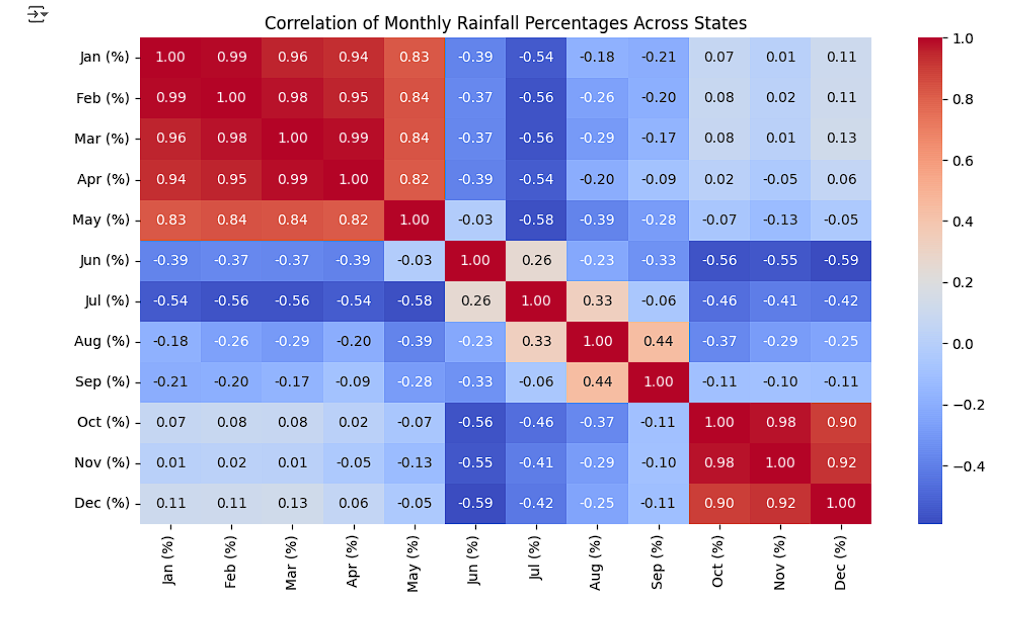 Correlation of Monthly Rainfall Percentages Across States
Jan (%) 1.00 0.99 0.96 0.94 0.83 -0.39 -0.54 -0.18 -0.21 0.07 0.01 0.11
Feb (%) 0.99 1.00 0.98 0.95 0.84 -0.37 -0.56 -0.26 -0.20 0.08 0.02 0.11
Mar (%) 0.96 0.98 1.00 0.99 0.84 -0.37 -0.56 -0.29 -0.17 0.08 0.01 0.13
Apr (%) 0.94 0.95 0.99 1.00 0.82 -0.39 -0.54 -0.20 -0.09 0.02 -0.05 0.06
May (%) 0.83 0.84 0.84 0.82 1.00 -0.03 -0.58 -0.39 -0.28 -0.07 -0.13 -0.05
Jun (%) -0.39 -0.37 -0.37 -0.39 -0.03 1.00 0.26 -0.23 -0.33 -0.56 -0.55 -0.59
Jul (%) -0.54 -0.56 -0.56 -0.54 -0.58 0.26 1.00 0.33 -0.06 -0.46 -0.41 -0.42
Aug (%) -0.18 -0.26 -0.29 -0.20 -0.39 -0.23 0.33 1.00 0.44 -0.37 -0.29 -0.25
Sep (%) -0.21 -0.20 -0.17 -0.09 -0.28 -0.33 -0.06 0.44 1.00 -0.11 -0.10 -0.11
Oct (%) 0.07 0.08 0.08 0.02 -0.07 -0.56 -0.46 -0.37 -0.11 1.00 0.98 0.90
Nov (%) 0.01 0.02 0.01 -0.05 -0.13 -0.55 -0.41 -0.29 -0.10 0.98 1.00 0.92
Dec (%) 0.11 0.11 0.13 0.06 -0.05 -0.59 -0.42 -0.25 -0.11 0.90 0.92 1.00
Jan (%) Feb (%) Mar (%) Apr (%) May (%) Jun (%) Jul (%) Aug (%) Sep (%) Oct (%) Nov (%) Dec (%)
1.0
0.8
0.6
0.4
0.2
0.0
−0.2
−0.4